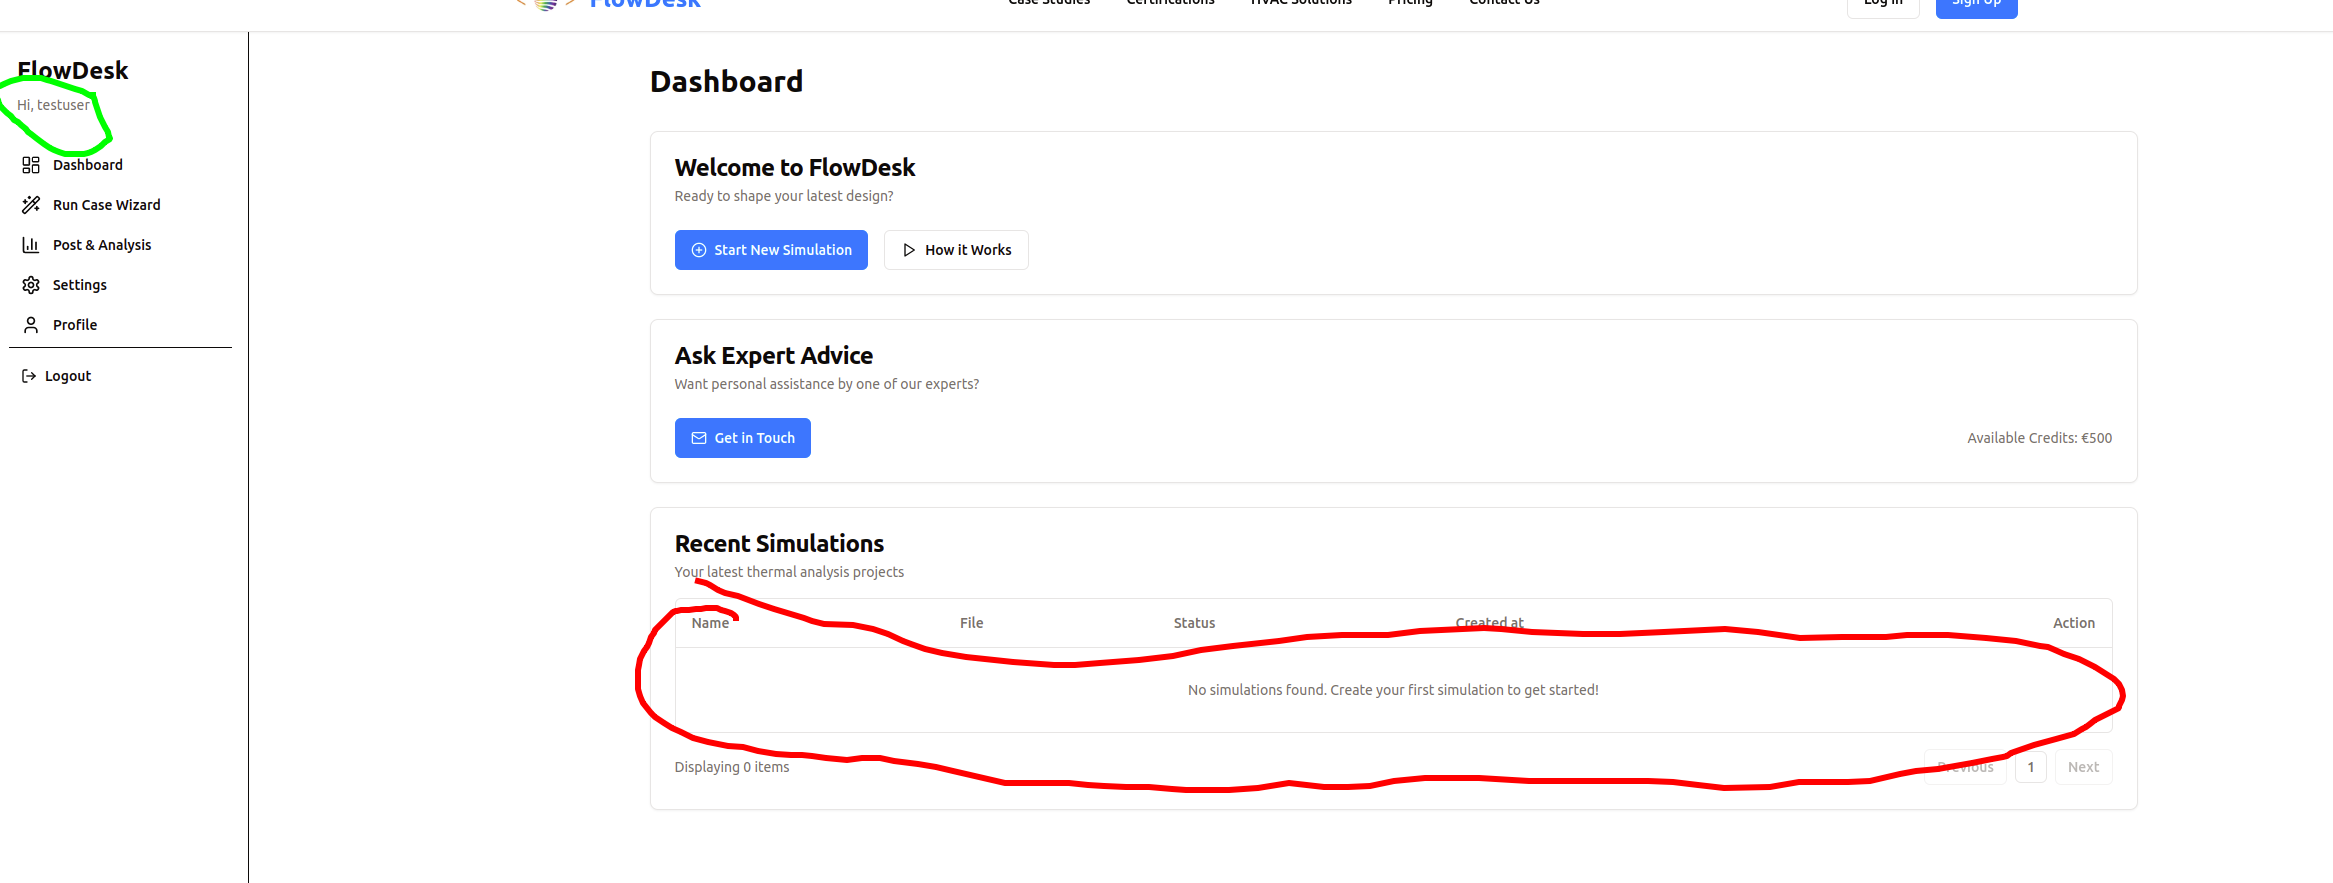 FlowDesk
Case Studies Certifications HVAC Solutions Pricing Contact Us Log In Sign Up
FlowDesk
Hi, testuser
Dashboard
Run Case Wizard
Post & Analysis
Settings
Profile
Logout
Dashboard
Welcome to FlowDesk
Ready to shape your latest design?
Start New Simulation How it Works
Ask Expert Advice
Want personal assistance by one of our experts?
Get in Touch Available Credits: €500
Recent Simulations
Your latest thermal analysis projects
Name File Status Created at Action
No simulations found. Create your first simulation to get started!
Displaying 0 items Previous 1 Next